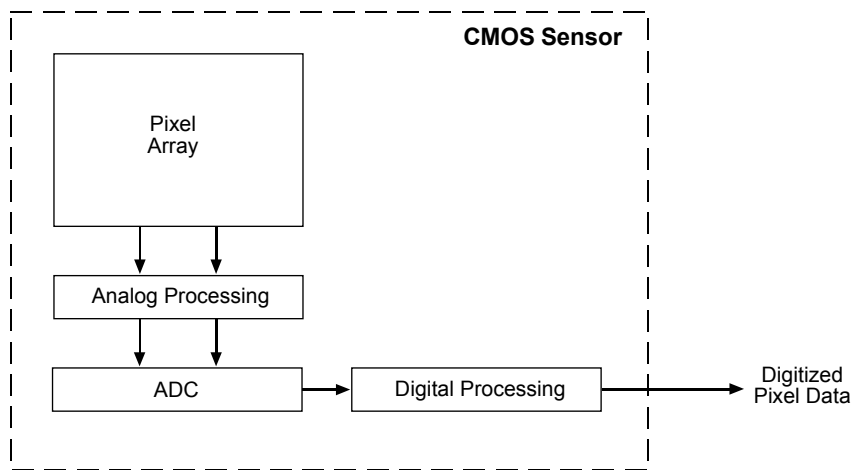 CMOS Sensor
Pixel
Array
Analog Processing
ADC
Digital Processing
Digitized
Pixel Data